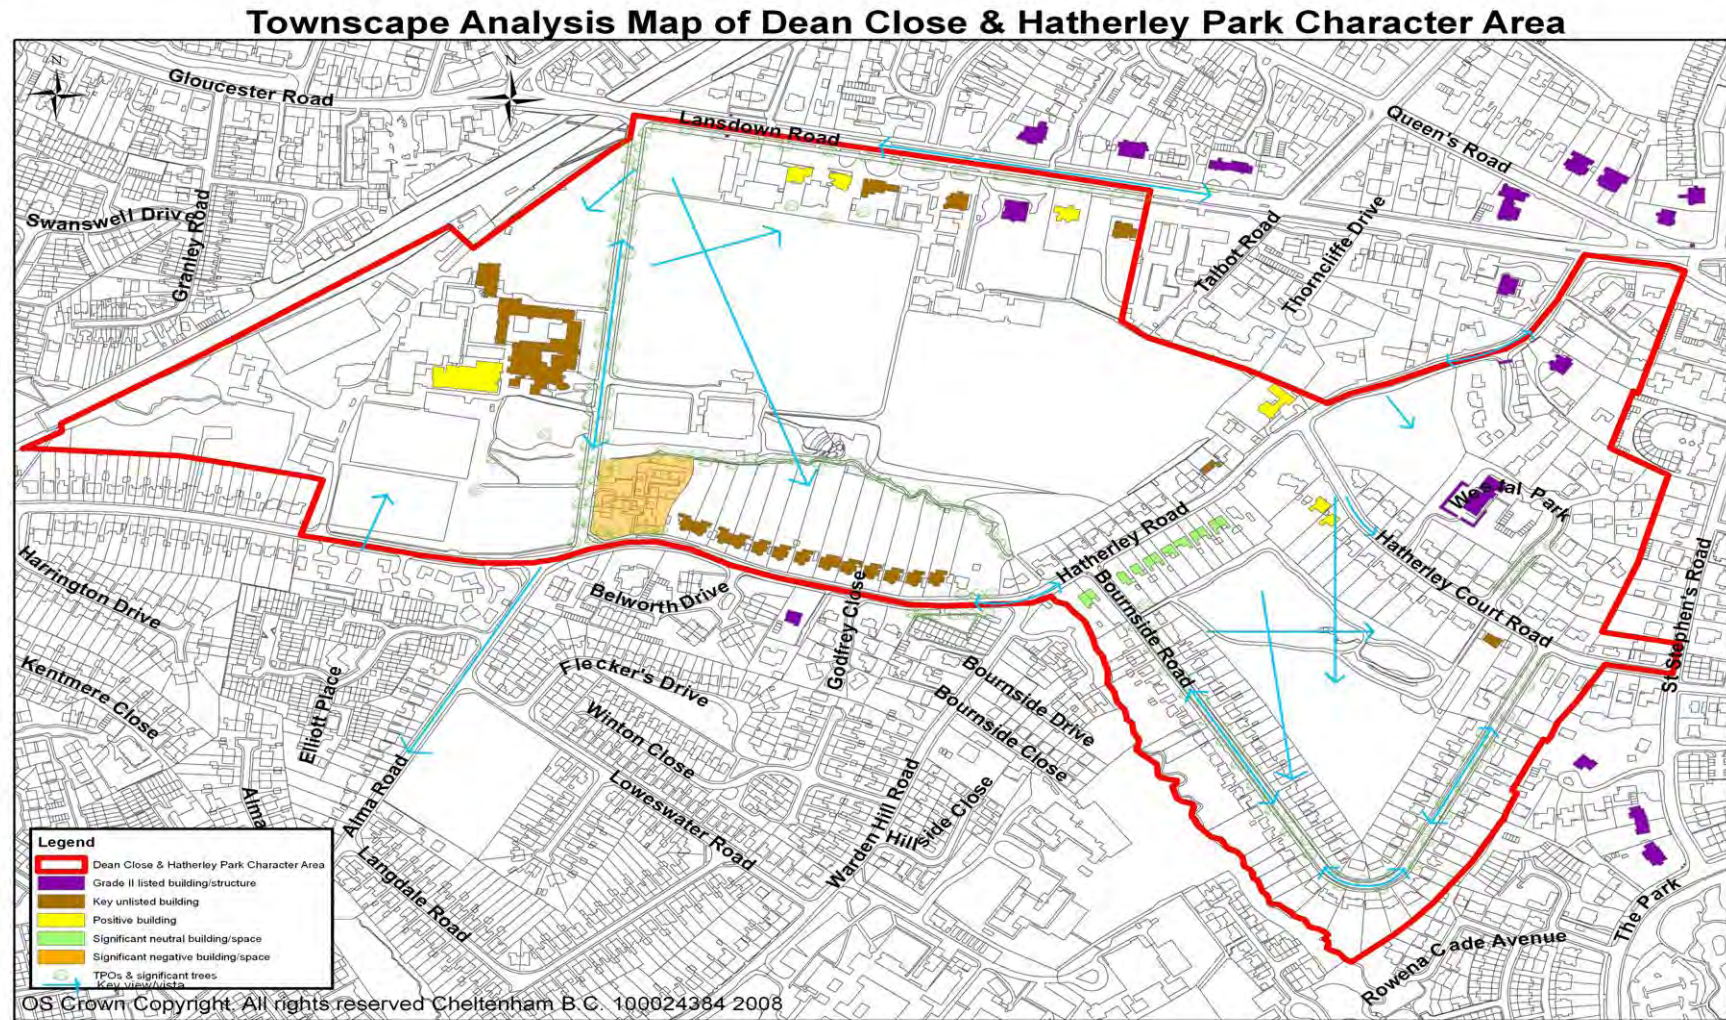 Townscape Analysis Map of Dean Close & Hatherley Park Character Area
N
N
Gloucester Road
Lansdown Road
Queen's Road
Swanswell Drive
Granley Road
Talbot Road
Thorncliffe Drive
Westal Park
Hatherley Road
Hatherley Court Road
Harrington Drive
Belworth Drive
Godfrey Close
Bournside Road
St Stephen's Road
Kentmere Close
Elliott Place
Flecker's Drive
Bournside Drive
Bournside Close
Winton Close
Alma Road
Alma
Loweswater Road
Warden Hill Road
Hillside Close
Langdale Road
The Park
Rowena Cade Avenue
Legend
Dean Close & Hatherley Park Character Area
Grade II listed building/structure
Key unlisted building
Positive building
Significant neutral building/space
Significant negative building/space
TPOs & significant trees
Key view/vista
OS Crown Copyright. All rights reserved Cheltenham B.C. 100024384 2008